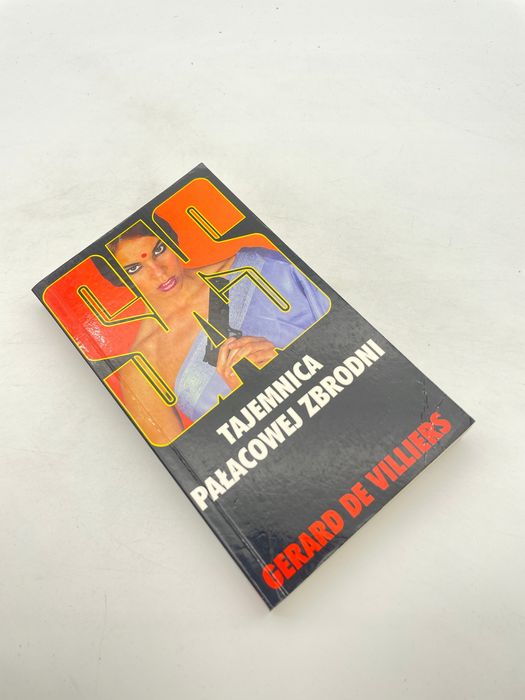 SAS
TAJEMNICA
PAŁACOWEJ ZBRODNI
GERARD DE VILLIERS